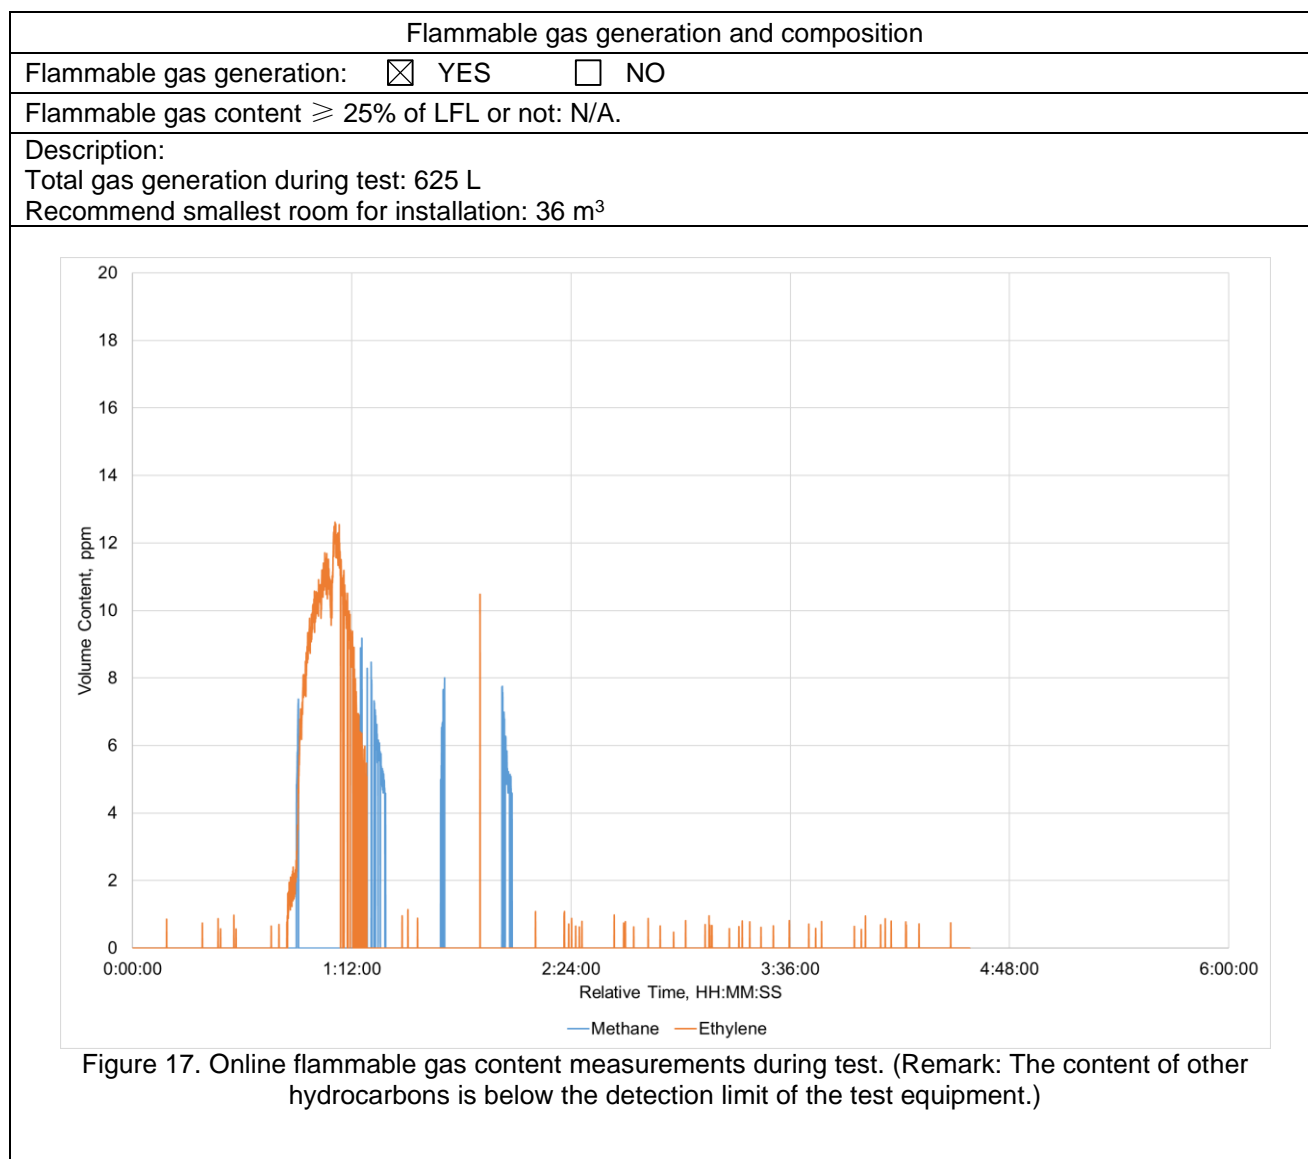 Flammable gas generation and composition
Flammable gas generation: ☒ YES ☐ NO
Flammable gas content ≥ 25% of LFL or not: N/A.
Description:
Total gas generation during test: 625 L
Recommend smallest room for installation: 36 m³
20
18
16
14
12
10
8
6
4
2
0
Volume Content, ppm
0:00:00 1:12:00 2:24:00 3:36:00 4:48:00 6:00:00
Relative Time, HH:MM:SS
Methane Ethylene
Figure 17. Online flammable gas content measurements during test. (Remark: The content of other
hydrocarbons is below the detection limit of the test equipment.)